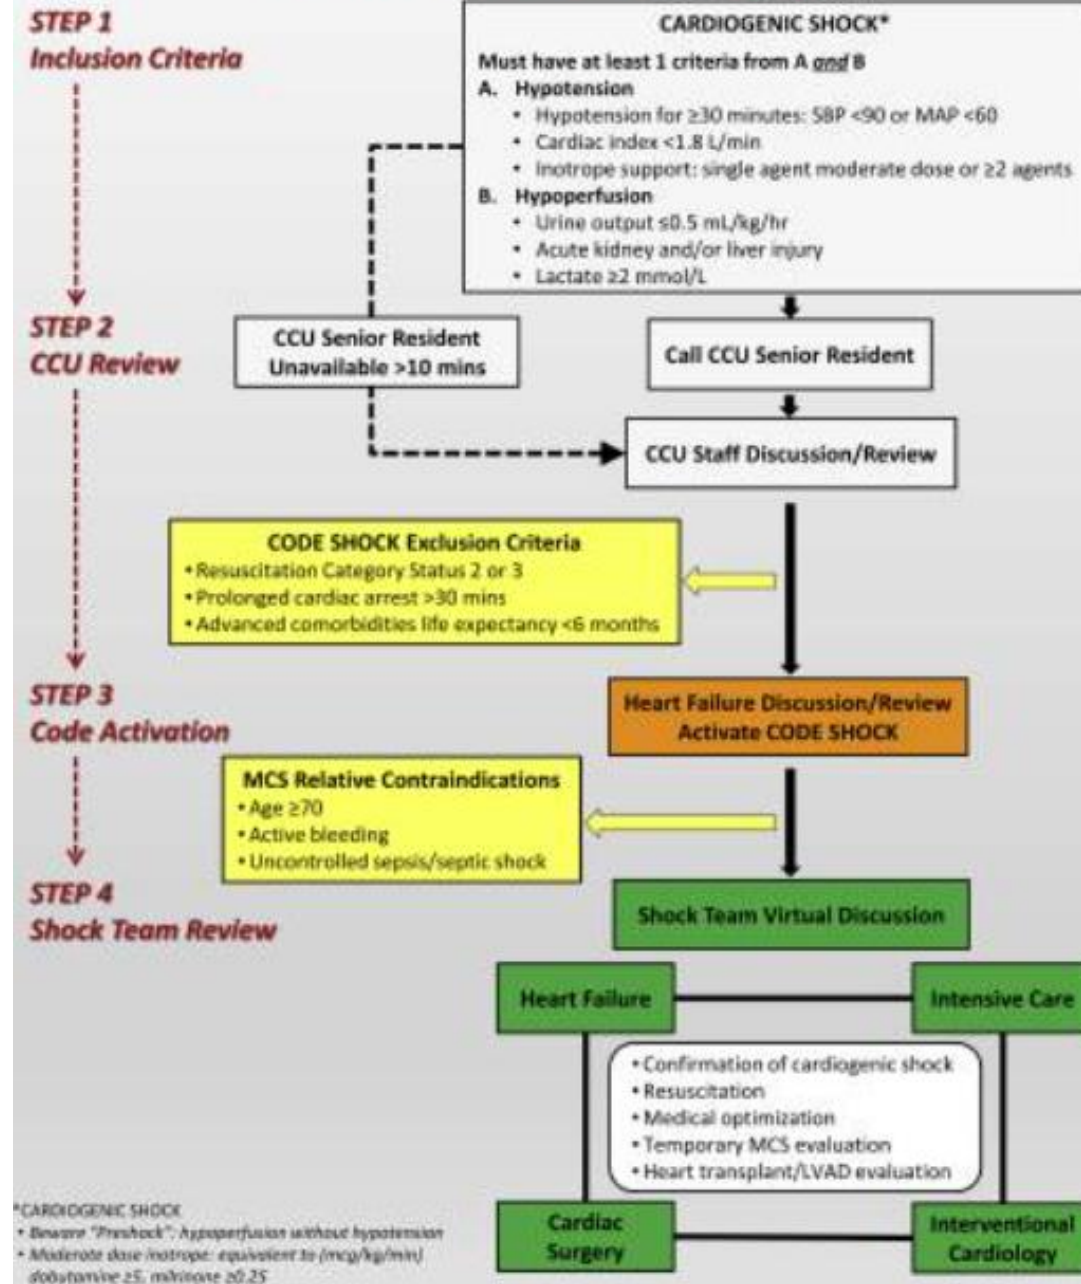 STEP 1
Inclusion Criteria
CARDIOGENIC SHOCK*
Must have at least 1 criteria from A and B
A. Hypotension
• Hypotension for ≥30 minutes: SBP <90 or MAP <60
• Cardiac index <1.8 L/min
• Inotrope support: single agent moderate dose or ≥2 agents
B. Hypoperfusion
• Urine output ≤0.5 mL/kg/hr
• Acute kidney and/or liver injury
• Lactate ≥2 mmol/L
STEP 2
CCU Review
CCU Senior Resident
Unavailable >10 mins
Call CCU Senior Resident
CCU Staff Discussion/Review
CODE SHOCK Exclusion Criteria
• Resuscitation Category Status 2 or 3
• Prolonged cardiac arrest >30 mins
• Advanced comorbidities life expectancy <6 months
STEP 3
Code Activation
Heart Failure Discussion/Review
Activate CODE SHOCK
MCS Relative Contraindications
• Age ≥70
• Active bleeding
• Uncontrolled sepsis/septic shock
STEP 4
Shock Team Review
Shock Team Virtual Discussion
Heart Failure
Intensive Care
• Confirmation of cardiogenic shock
• Resuscitation
• Medical optimization
• Temporary MCS evaluation
• Heart transplant/LVAD evaluation
Cardiac
Surgery
Interventional
Cardiology
*CARDIOGENIC SHOCK
• Beware "Preshock": hypoperfusion without hypotension
• Moderate dose inotrope: equivalent to (mcg/kg/min)
dobutamine ≥5, milrinone ≥0.25